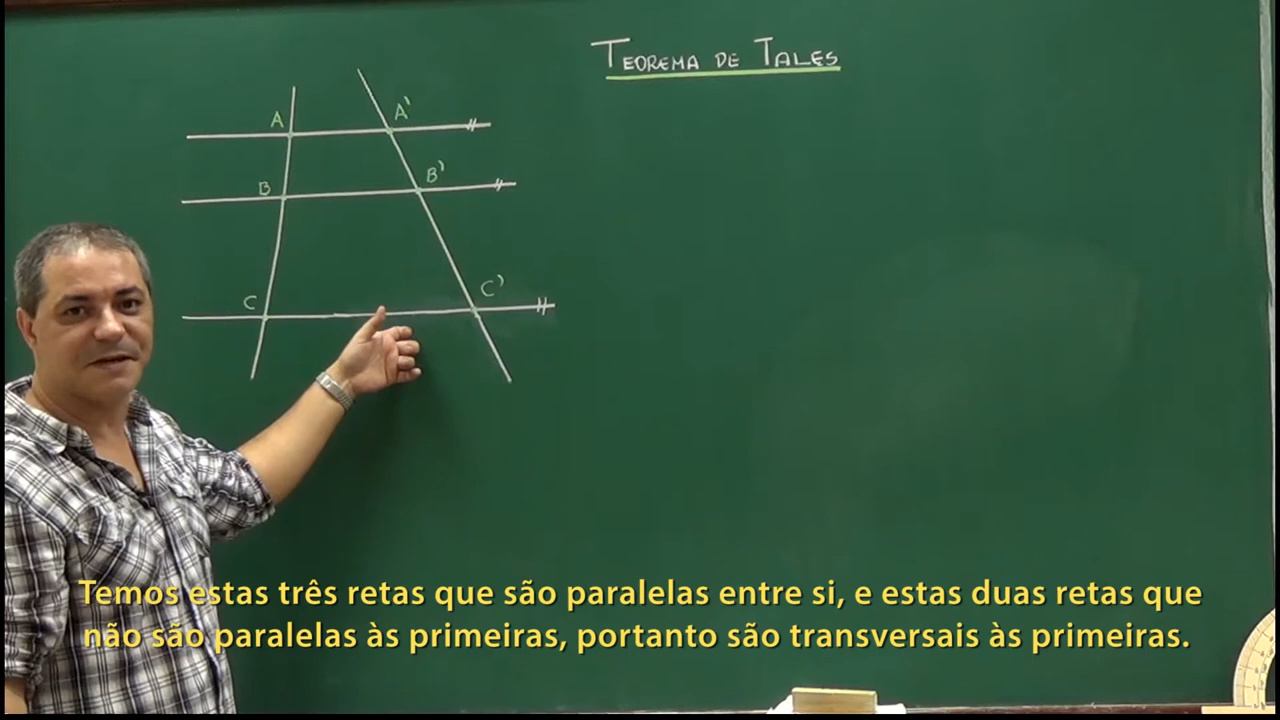 TEOREMA DE TALES
A A'
B B'
C C'
Temos estas três retas que são paralelas entre si, e estas duas retas que
não são paralelas às primeiras, portanto são transversais às primeiras.